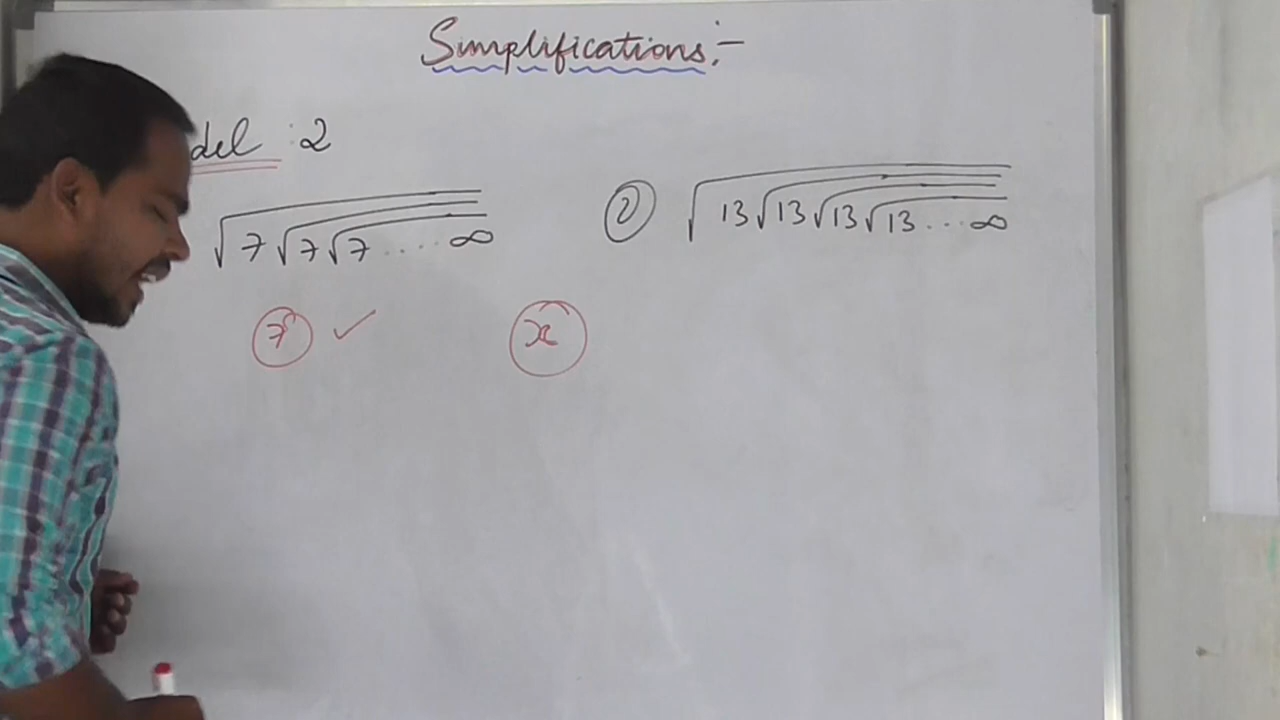 Simplifications:-
del : 2
√7√7√7 .... ∞
② √13√13√13√13 ... ∞
7 ✓ x